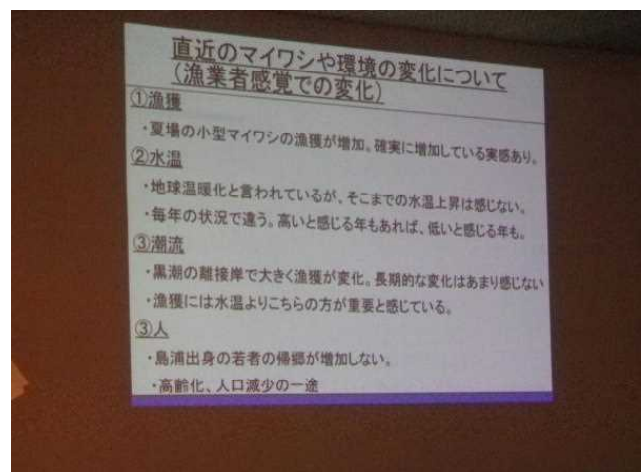 直近のマイワシや環境の変化について
(漁業者感覚での変化)
①漁獲
・夏場の小型マイワシの漁獲が増加。確実に増加している実感あり。
②水温
・地球温暖化と言われているが、そこまでの水温上昇は感じない。
・毎年の状況で違う。高いと感じる年もあれば、低いと感じる年も。
③潮流
・黒潮の離接岸で大きく漁獲が変化。長期的な変化はあまり感じない
・漁獲には水温よりこちらの方が重要と感じている。
③人
・島浦出身の若者の帰郷が増加しない。
・高齢化、人口減少の一途